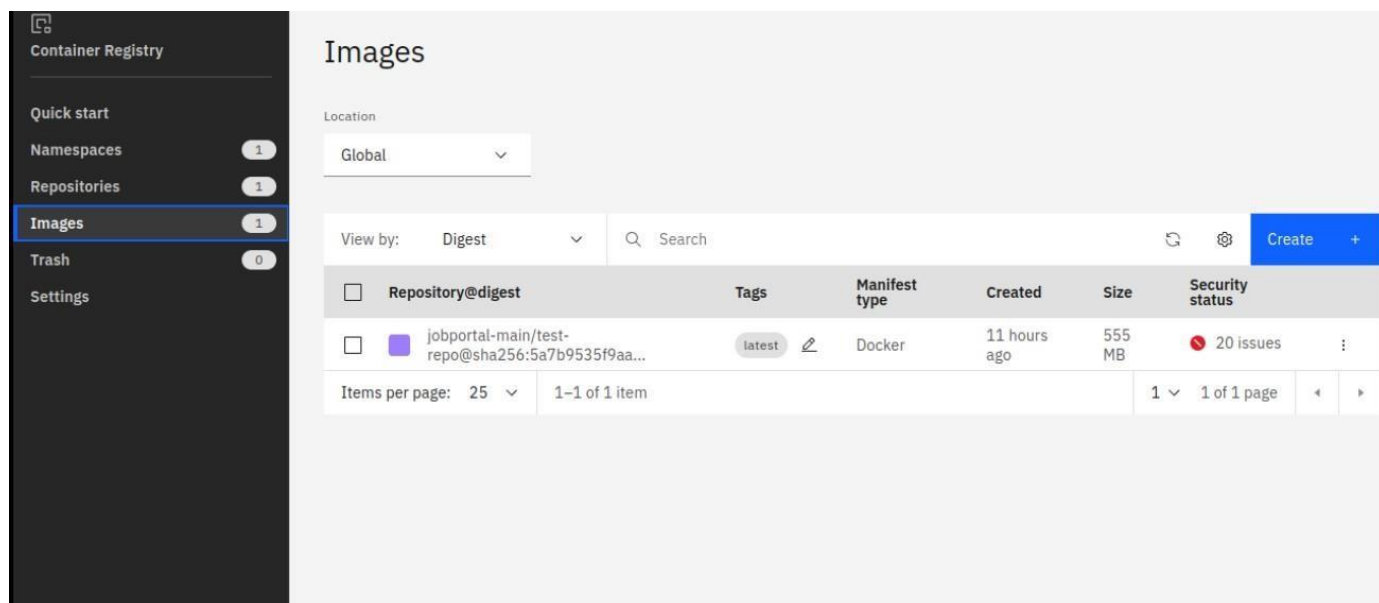 Container Registry
Quick start
Namespaces 1
Repositories 1
Images 1
Trash 0
Settings
Images
Location
Global
View by: Digest Search Create +
Repository@digest Tags Manifest type Created Size Security status
jobportal-main/test-
repo@sha256:5a7b9535f9aa... latest Docker 11 hours ago 555 MB 20 issues
Items per page: 25 1–1 of 1 item 1 1 of 1 page